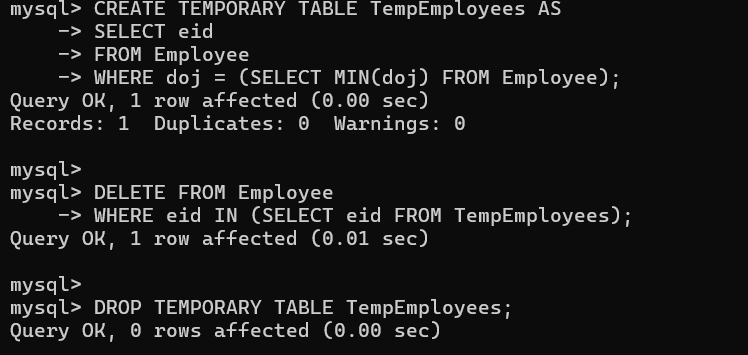 mysql> CREATE TEMPORARY TABLE TempEmployees AS
    -> SELECT eid
    -> FROM Employee
    -> WHERE doj = (SELECT MIN(doj) FROM Employee);
Query OK, 1 row affected (0.00 sec)
Records: 1  Duplicates: 0  Warnings: 0

mysql>
mysql> DELETE FROM Employee
    -> WHERE eid IN (SELECT eid FROM TempEmployees);
Query OK, 1 row affected (0.01 sec)

mysql>
mysql> DROP TEMPORARY TABLE TempEmployees;
Query OK, 0 rows affected (0.00 sec)